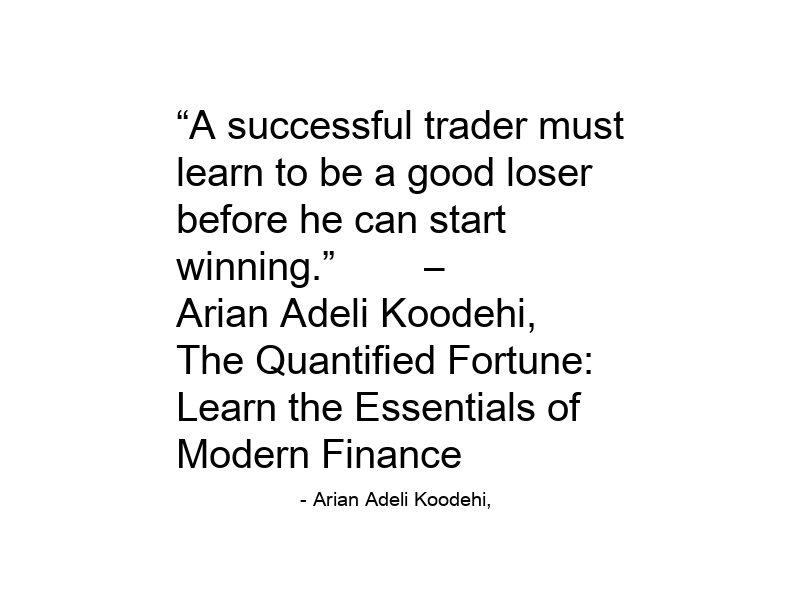 “A successful trader must
learn to be a good loser
before he can start
winning.” –
Arian Adeli Koodehi,
The Quantified Fortune:
Learn the Essentials of
Modern Finance
- Arian Adeli Koodehi,